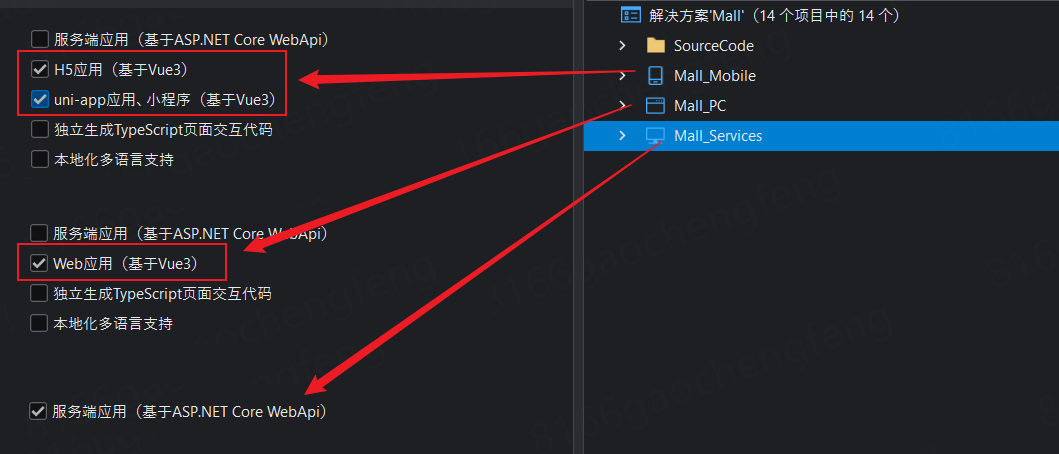 服务端应用（基于ASP.NET Core WebApi）
H5应用（基于Vue3）
uni-app应用、小程序（基于Vue3）
独立生成TypeScript页面交互代码
本地化多语言支持
服务端应用（基于ASP.NET Core WebApi）
Web应用（基于Vue3）
独立生成TypeScript页面交互代码
本地化多语言支持
服务端应用（基于ASP.NET Core WebApi）
解决方案'Mall'（14 个项目中的 14 个）
SourceCode
Mall_Mobile
Mall_PC
Mall_Services
8166gaochengfeng